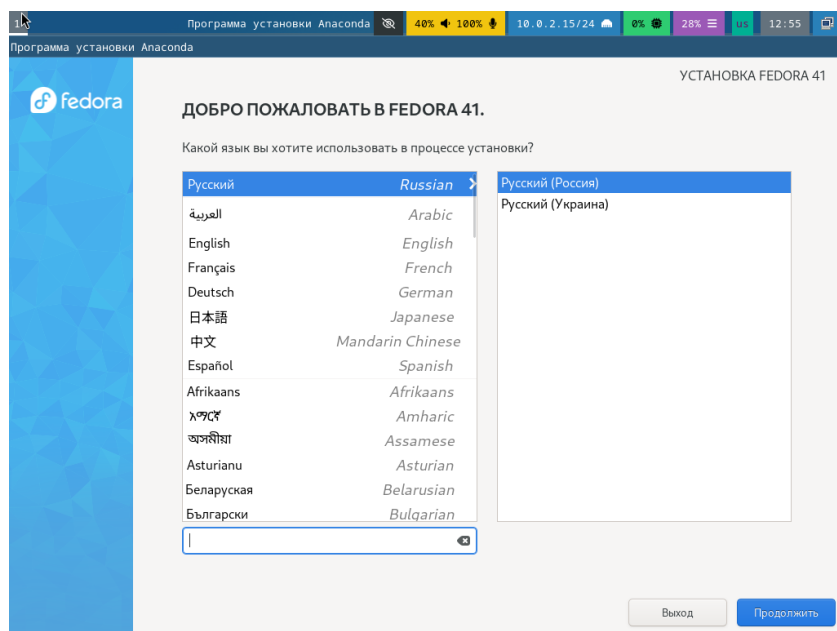 1 Программа установки Anaconda 40% 100% 10.0.2.15/24 0% 28% us 12:55
Программа установки Anaconda
fedora
УСТАНОВКА FEDORA 41
ДОБРО ПОЖАЛОВАТЬ В FEDORA 41.
Какой язык вы хотите использовать в процессе установки?
Русский Russian
العربية Arabic
English English
Français French
Deutsch German
日本語 Japanese
中文 Mandarin Chinese
Español Spanish
Afrikaans Afrikaans
አማርኛ Amharic
অসমীয়া Assamese
Asturianu Asturian
Беларуская Belarusian
Български Bulgarian
Русский (Россия)
Русский (Украина)
Выход Продолжить